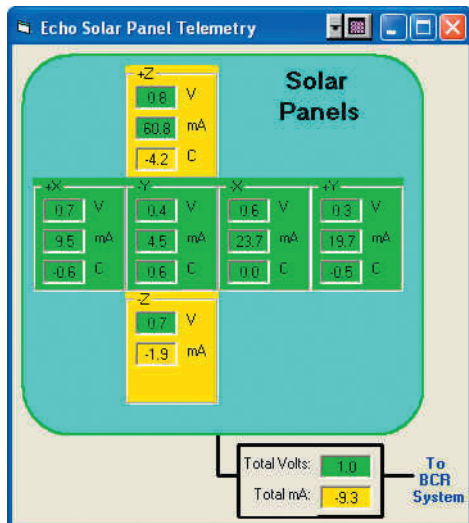 Echo Solar Panel Telemetry
Solar
Panels
+Z
0.8 V
60.8 mA
-4.2 C
+X
0.7 V
9.5 mA
-0.6 C
-Y
0.4 V
4.5 mA
0.6 C
-X
0.6 V
23.7 mA
0.0 C
+Y
0.3 V
19.7 mA
-0.5 C
-Z
0.7 V
-1.9 mA
Total Volts: 1.0
Total mA: -9.3
To
BCR
System